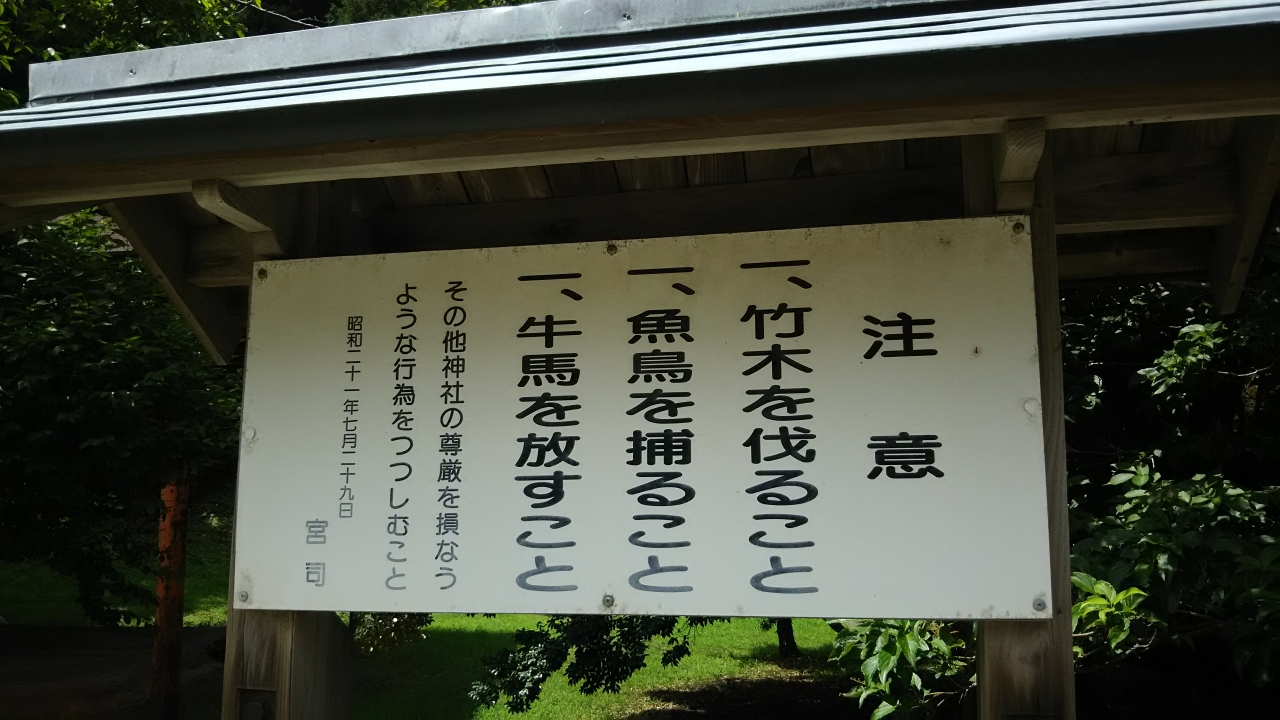 注意
一、竹木を伐ること
一、魚鳥を捕ること
一、牛馬を放すこと
その他神社の尊厳を損なう
ような行為をつつしむこと
昭和二十一年七月二十九日
宮司